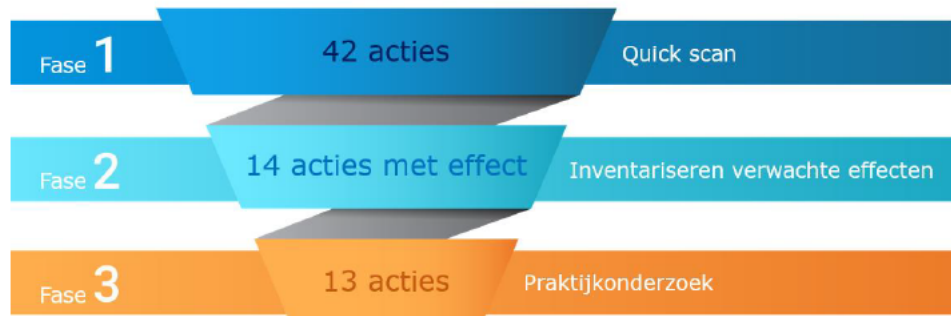 Fase 1
42 acties
Quick scan
Fase 2
14 acties met effect
Inventariseren verwachte effecten
Fase 3
13 acties
Praktijkonderzoek